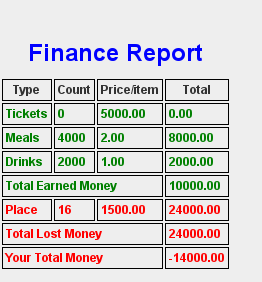 Finance Report
Type Count Price/item Total
Tickets 0 5000.00 0.00
Meals 4000 2.00 8000.00
Drinks 2000 1.00 2000.00
Total Earned Money 10000.00
Place 16 1500.00 24000.00
Total Lost Money 24000.00
Your Total Money -14000.00